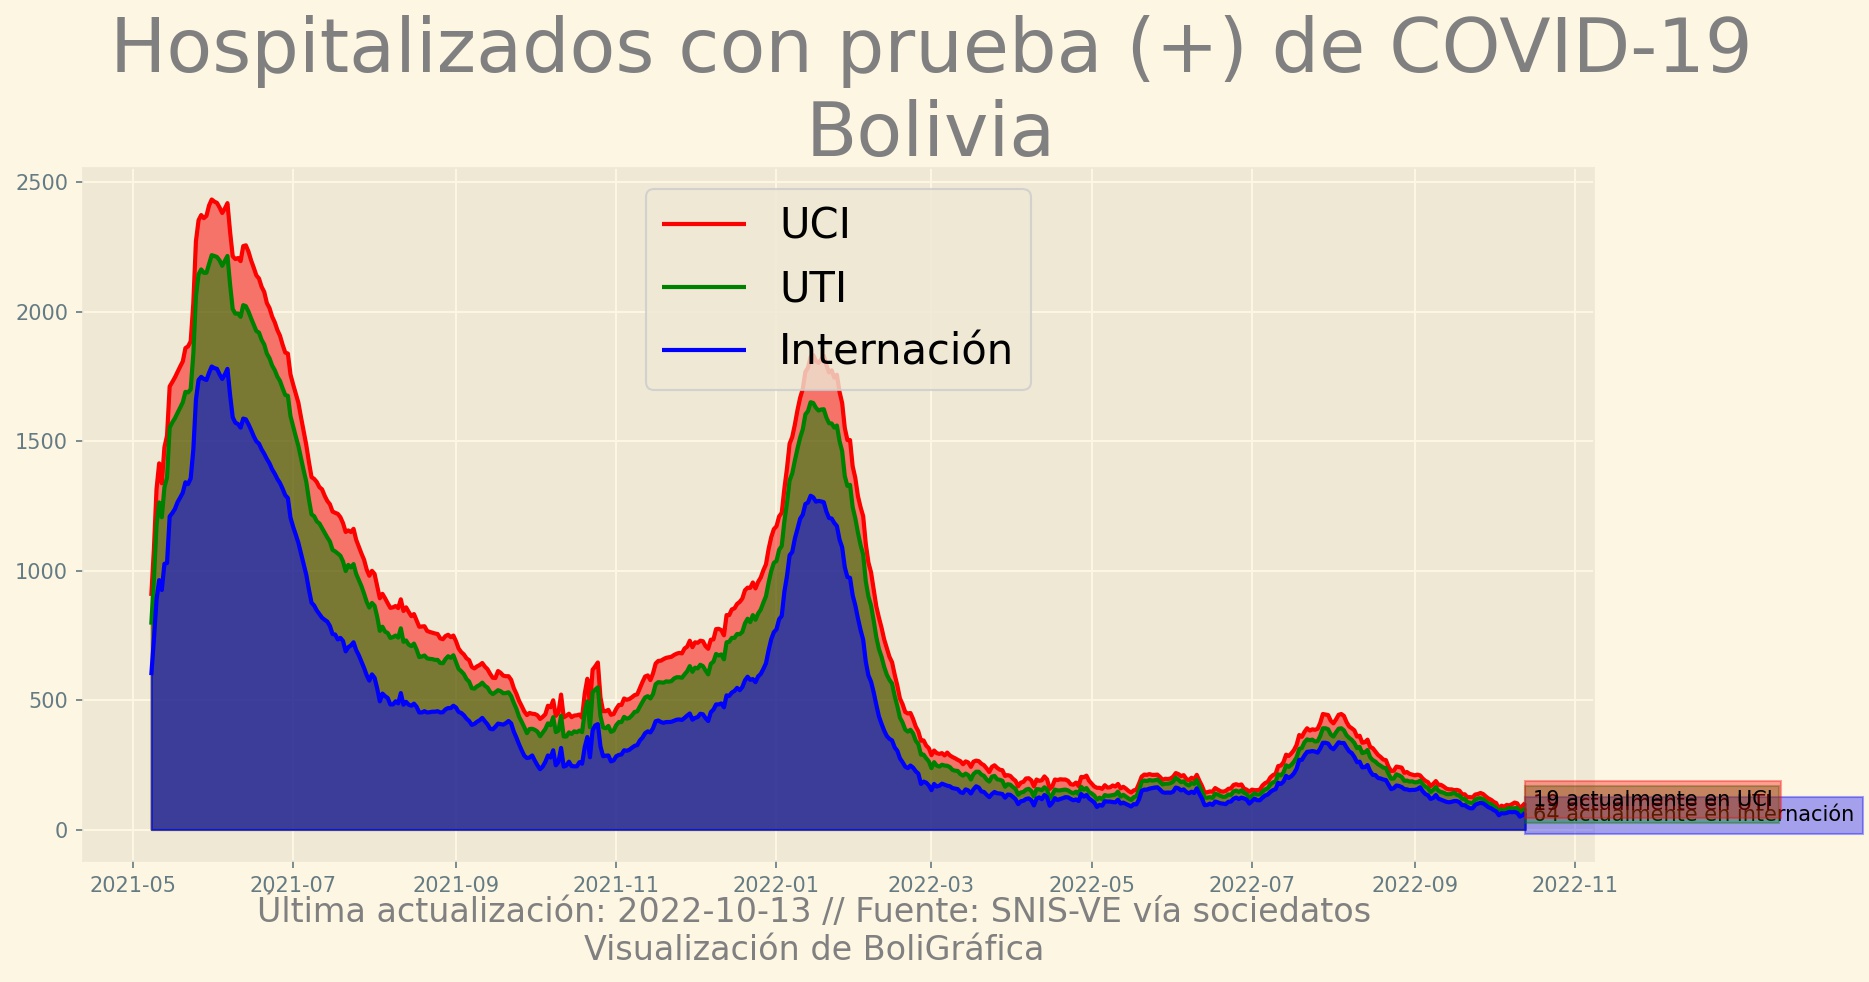 Hospitalizados con prueba (+) de COVID-19
Bolivia
2500
2000
1500
1000
500
0
UCI
UTI
Internación
19 actualmente en UCI
64 actualmente en internación
2021-05
2021-07
2021-09
2021-11
2022-01
2022-03
2022-05
2022-07
2022-09
2022-11
Última actualización: 2022-10-13 // Fuente: SNIS-VE vía sociedatos
Visualización de BoliGráfica